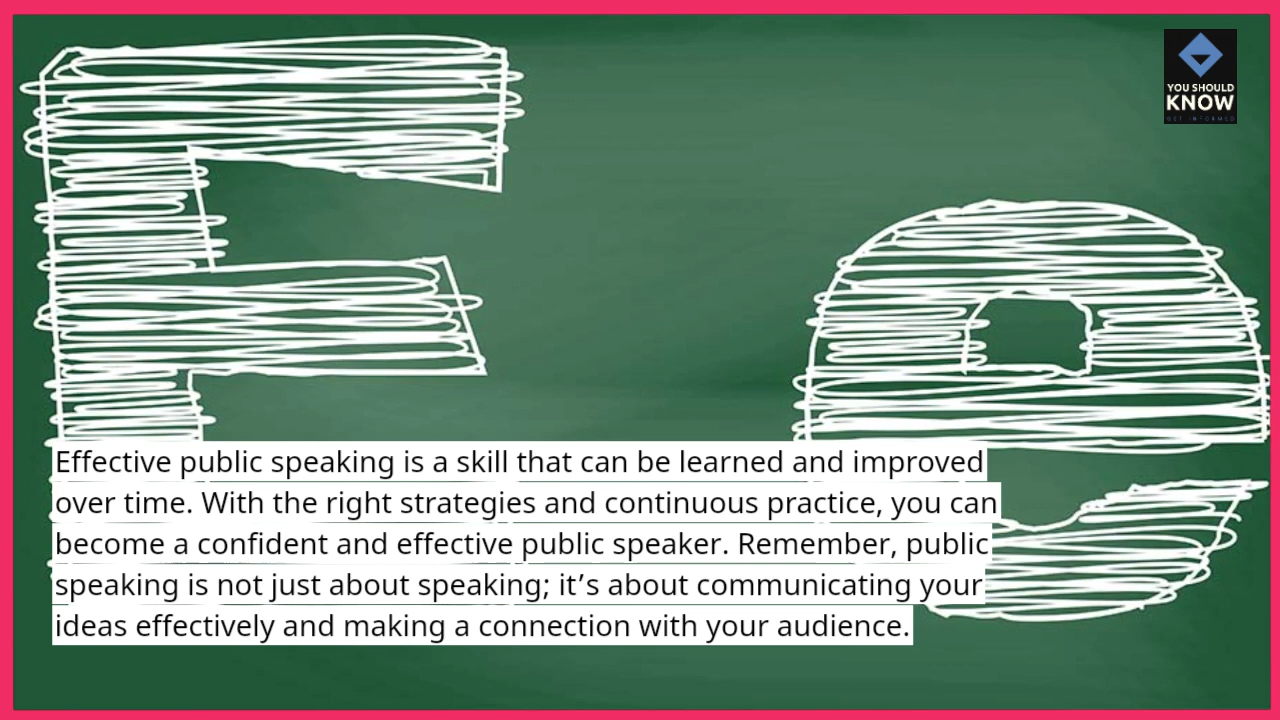 F
e
YOU SHOULD
KNOW
GET INFORMED
Effective public speaking is a skill that can be learned and improved
over time. With the right strategies and continuous practice, you can
become a confident and effective public speaker. Remember, public
speaking is not just about speaking; it’s about communicating your
ideas effectively and making a connection with your audience.